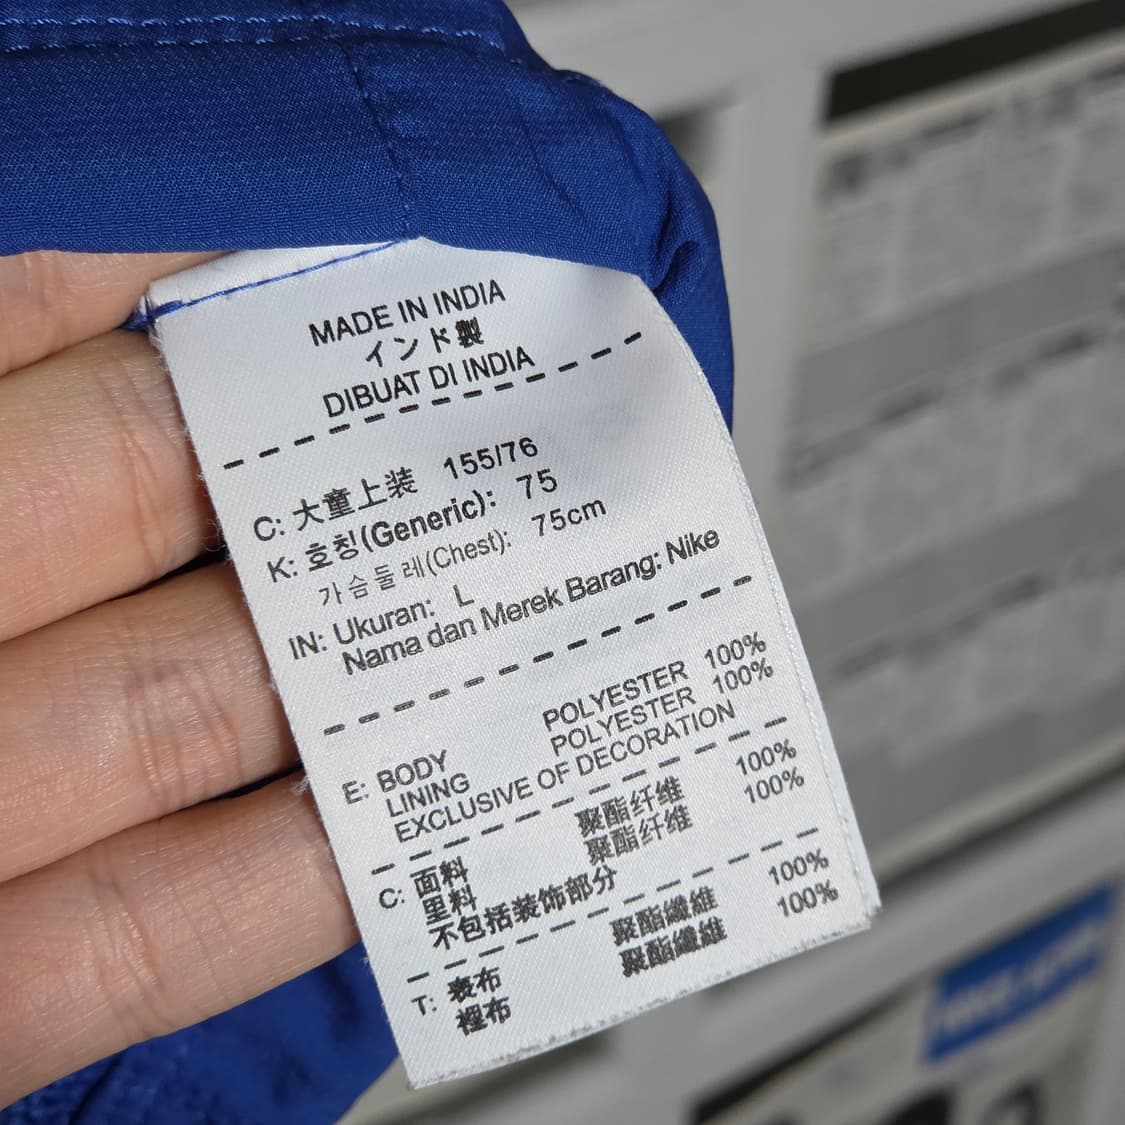 MADE IN INDIA
インド製
DIBUAT DI INDIA
C: 大童上装 155/76
K: 호칭(Generic): 75
가슴둘레(Chest): 75cm
IN: Ukuran: L
Nama dan Merek Barang: Nike
E: BODY POLYESTER 100%
LINING POLYESTER 100%
EXCLUSIVE OF DECORATION
C: 面料 聚酯纤维 100%
里料 聚酯纤维 100%
不包括装饰部分
T: 表布 聚酯纖維 100%
裡布 聚酯纖維 100%